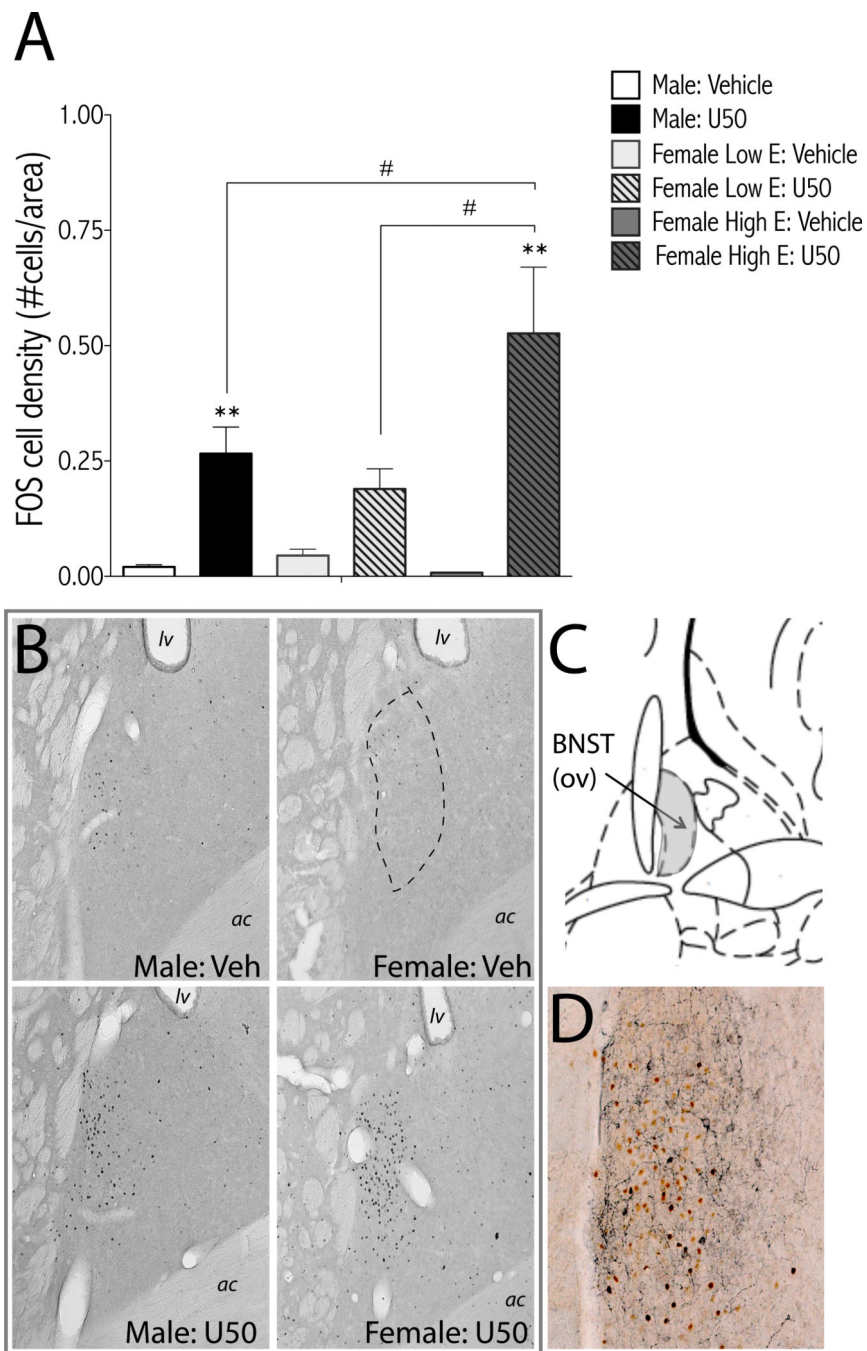 A
FOS cell density (#cells/area)
1.00
0.75
0.50
0.25
0.00
#
#
**
**
Male: Vehicle
Male: U50
Female Low E: Vehicle
Female Low E: U50
Female High E: Vehicle
Female High E: U50
B
lv
ac
Male: Veh
lv
ac
Female: Veh
lv
ac
Male: U50
lv
ac
Female: U50
C
BNST
(ov)
D